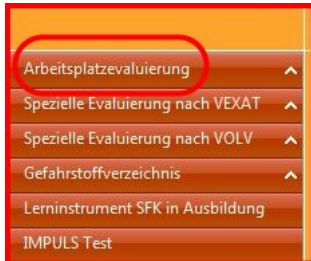 Arbeitsplatzevaluierung
Spezielle Evaluierung nach VEXAT
Spezielle Evaluierung nach VOLV
Gefahrstoffverzeichnis
Lerninstrument SFK in Ausbildung
IMPULS Test